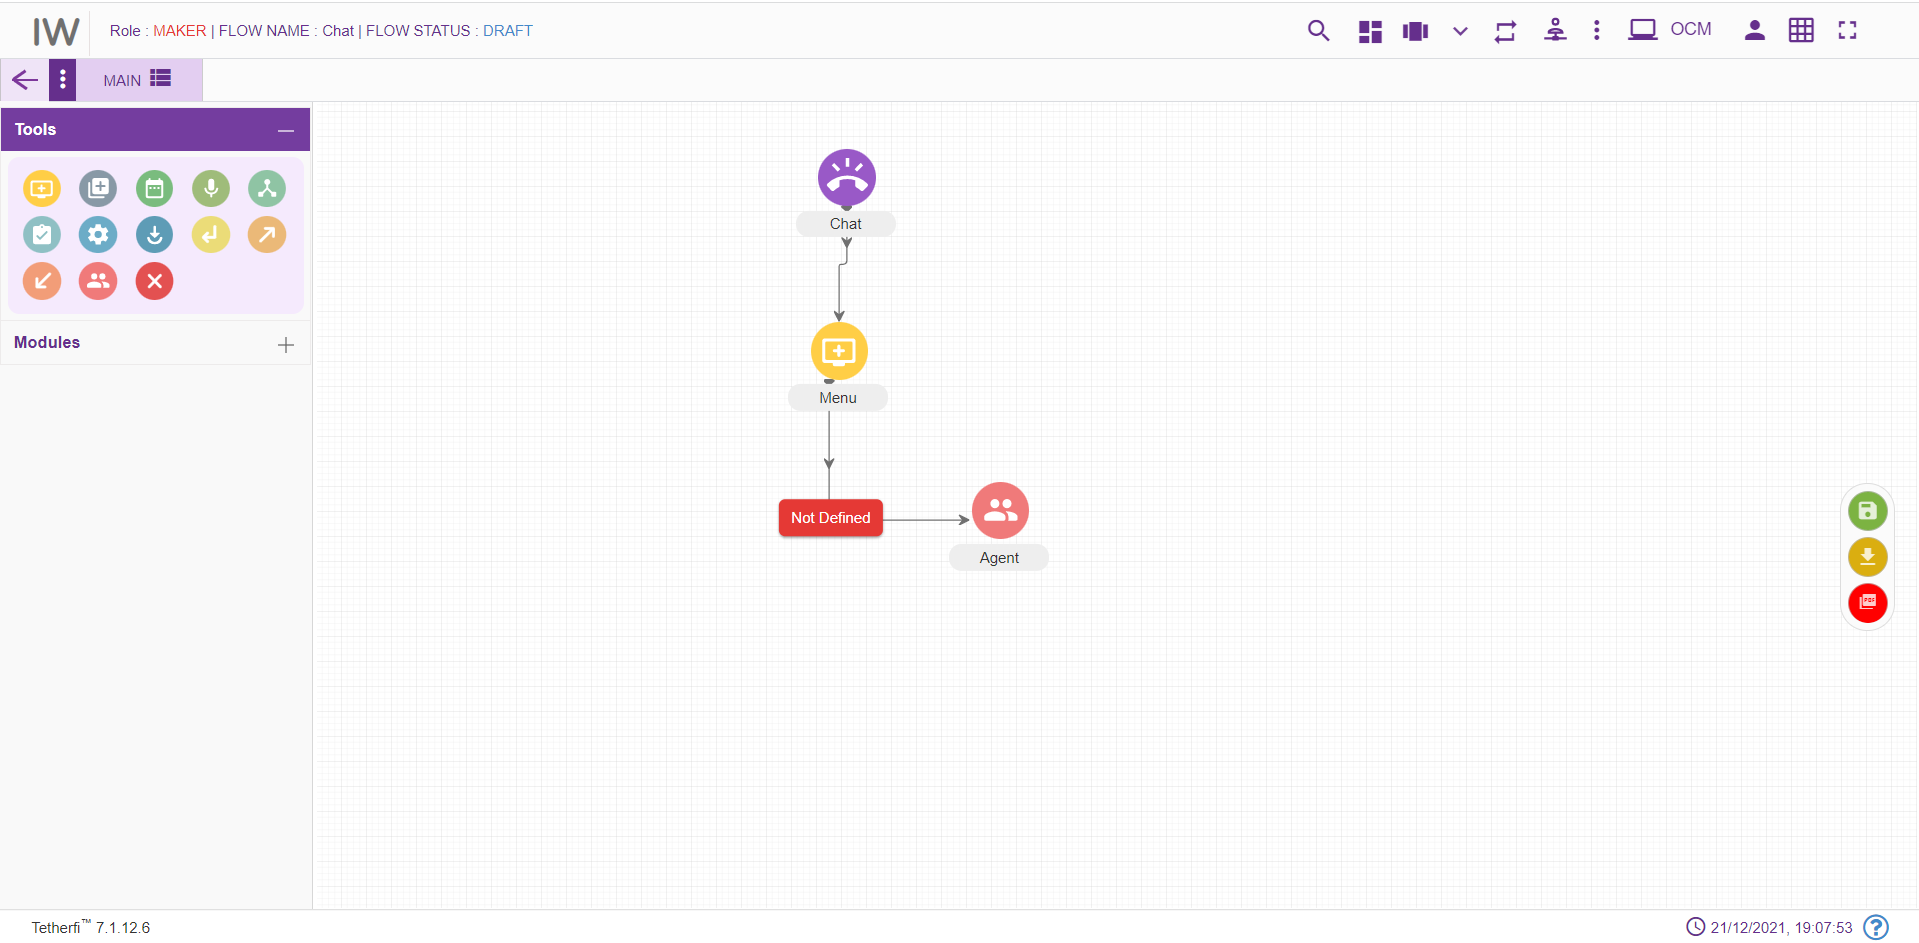 IW
Role : MAKER | FLOW NAME : Chat | FLOW STATUS : DRAFT
OCM
MAIN
Tools
Modules
Chat
Menu
Not Defined
Agent
PDF
Tetherfi™ 7.1.12.6
21/12/2021, 19:07:53
?